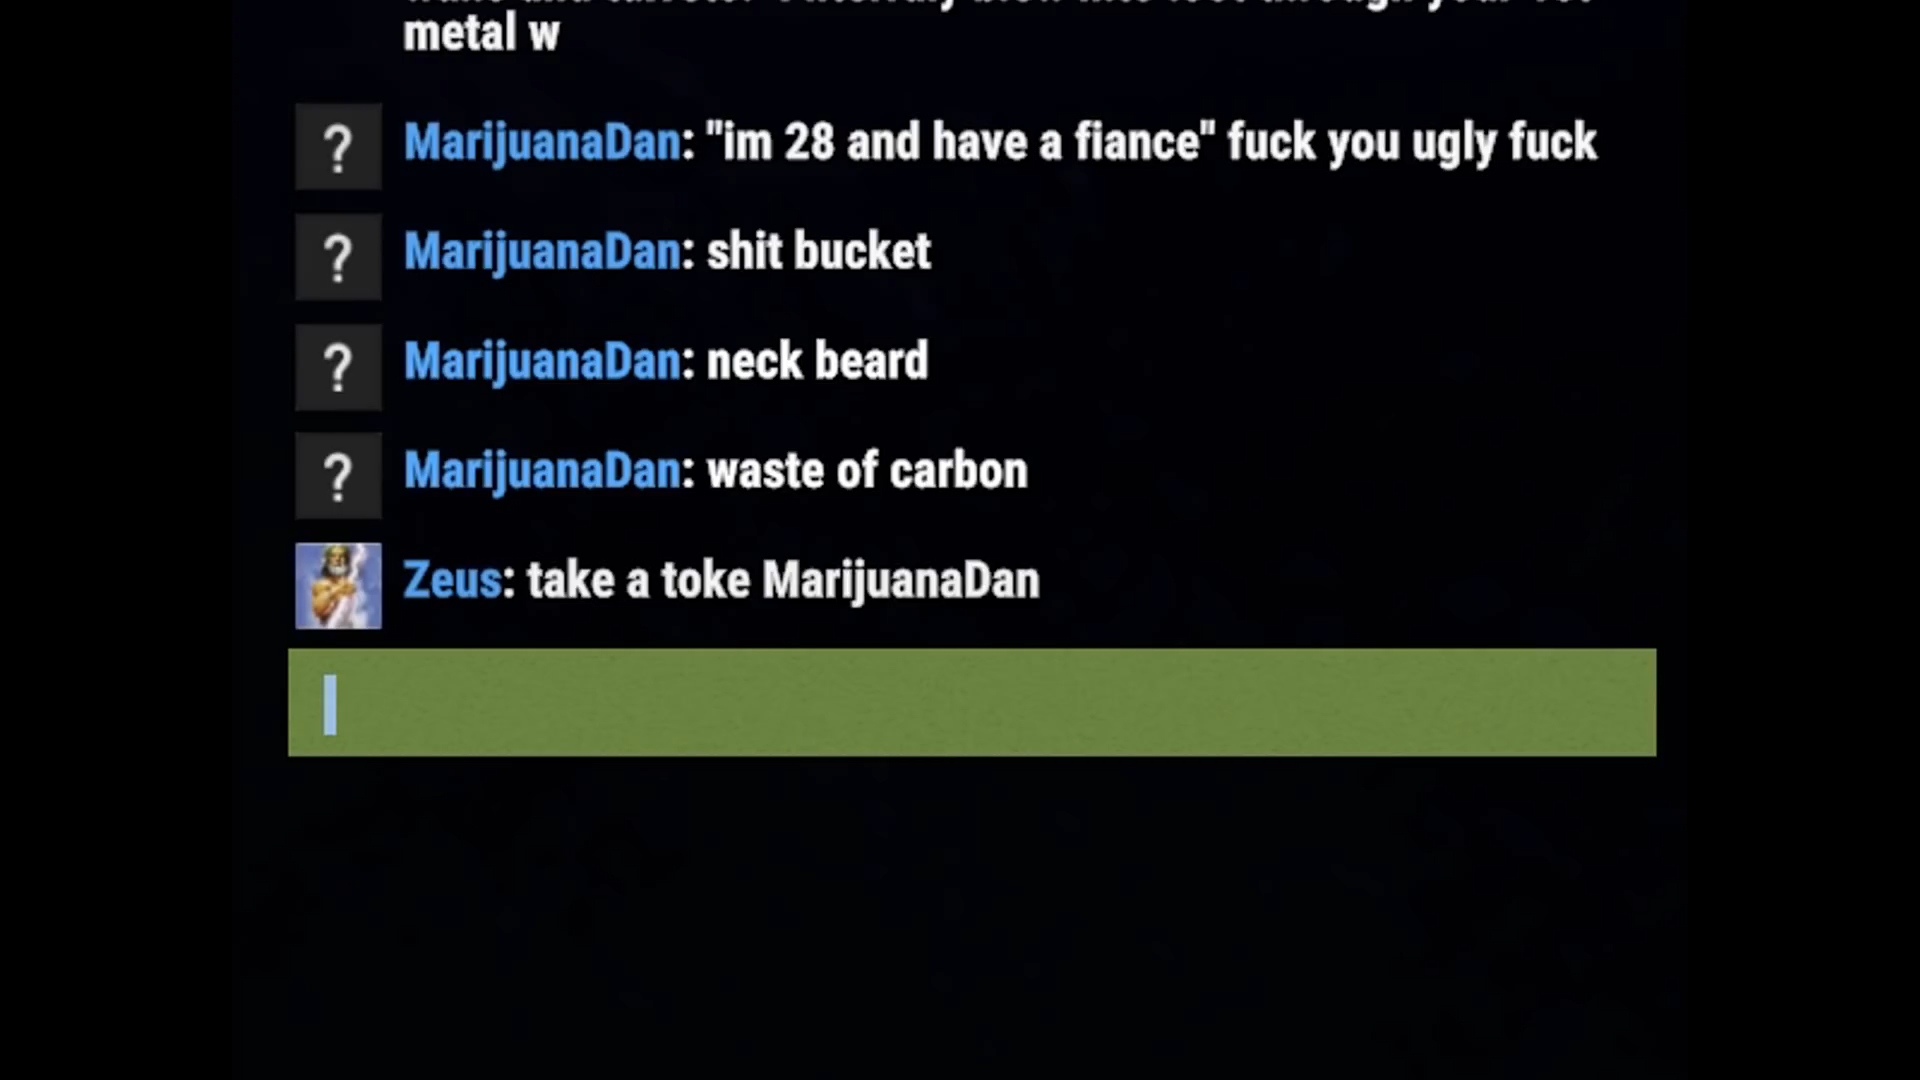 metal w
?
MarijuanaDan: "im 28 and have a fiance" fuck you ugly fuck
?
MarijuanaDan: shit bucket
?
MarijuanaDan: neck beard
?
MarijuanaDan: waste of carbon
Zeus: take a toke MarijuanaDan